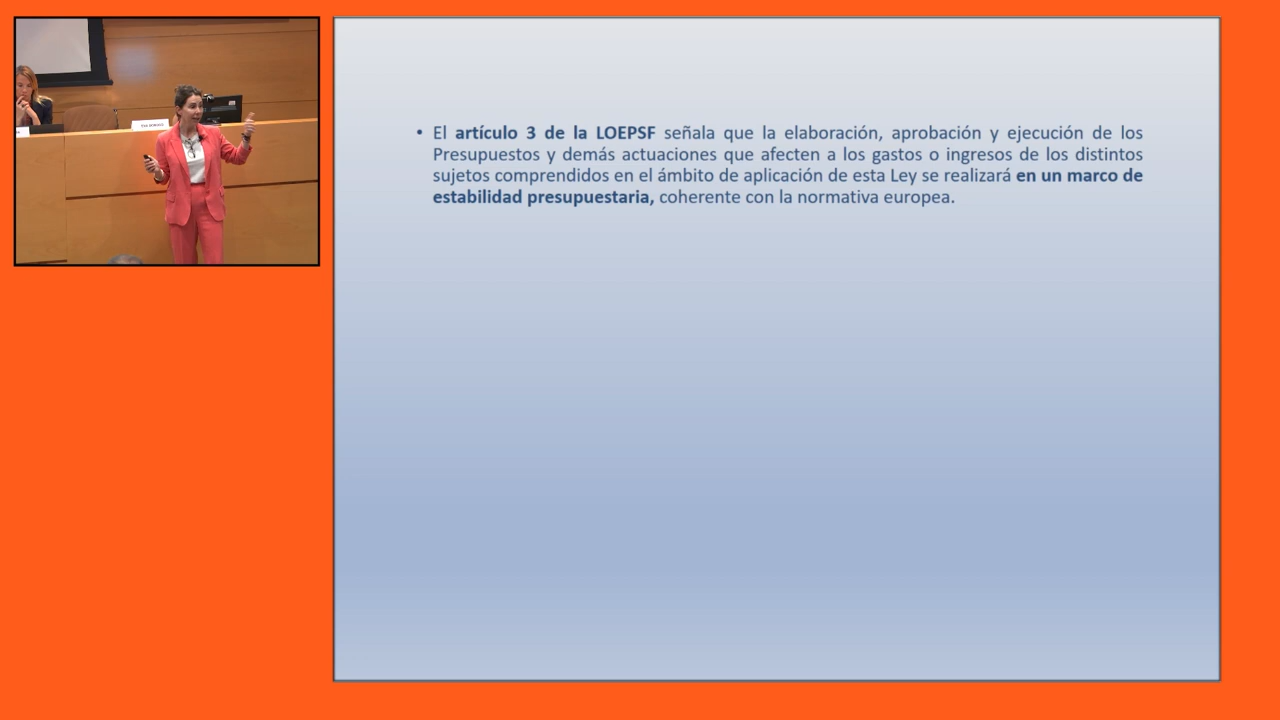 • El artículo 3 de la LOEPSF señala que la elaboración, aprobación y ejecución de los
Presupuestos y demás actuaciones que afecten a los gastos o ingresos de los distintos
sujetos comprendidos en el ámbito de aplicación de esta Ley se realizará en un marco de
estabilidad presupuestaria, coherente con la normativa europea.